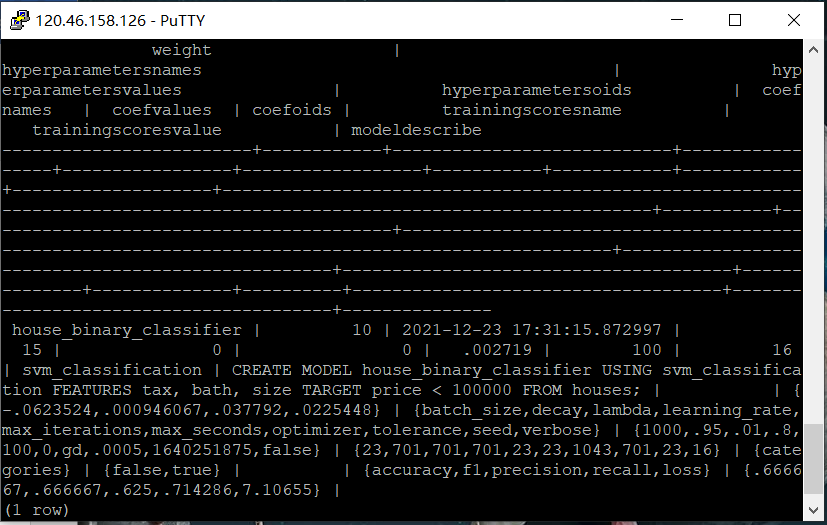 120.46.158.126 - PuTTY
weight |
hyperparametersnames | hyp
erparametersvalues | hyperparametersoids | coef
names | coefvalues | coefoids | trainingscoresname |
trainingscoresvalue | modeldescribe
--------------------------+-------------+-----------------------------+-------------
-----+------------------+-------------------+------------+-------------+-------------
+---------------------+------------------------------------------------------------
------------------------------------------------------------------+------------+--
----------------------------------------+-----------------------------------------
--------------------------------------------------------------+-------------------
----------------------------------+----------------------------------------+-------
---------+--------------+----------+---------------------------------------+-------
----------------------------------+----------------
house_binary_classifier | 10 | 2021-12-23 17:31:15.872997 |
15 | 0 | 0 | .002719 | 100 | 16
| svm_classification | CREATE MODEL house_binary_classifier USING svm_classifica
tion FEATURES tax, bath, size TARGET price < 100000 FROM houses; | | {
-.0623524,.000946067,.037792,.0225448} | {batch_size,decay,lambda,learning_rate,
max_iterations,max_seconds,optimizer,tolerance,seed,verbose} | {1000,.95,.01,.8,
100,0,gd,.0005,1640251875,false} | {23,701,701,701,23,23,1043,701,23,16} | {cate
gories} | {false,true} | | {accuracy,f1,precision,recall,loss} | {.6666
67,.666667,.625,.714286,7.10655} |
(1 row)